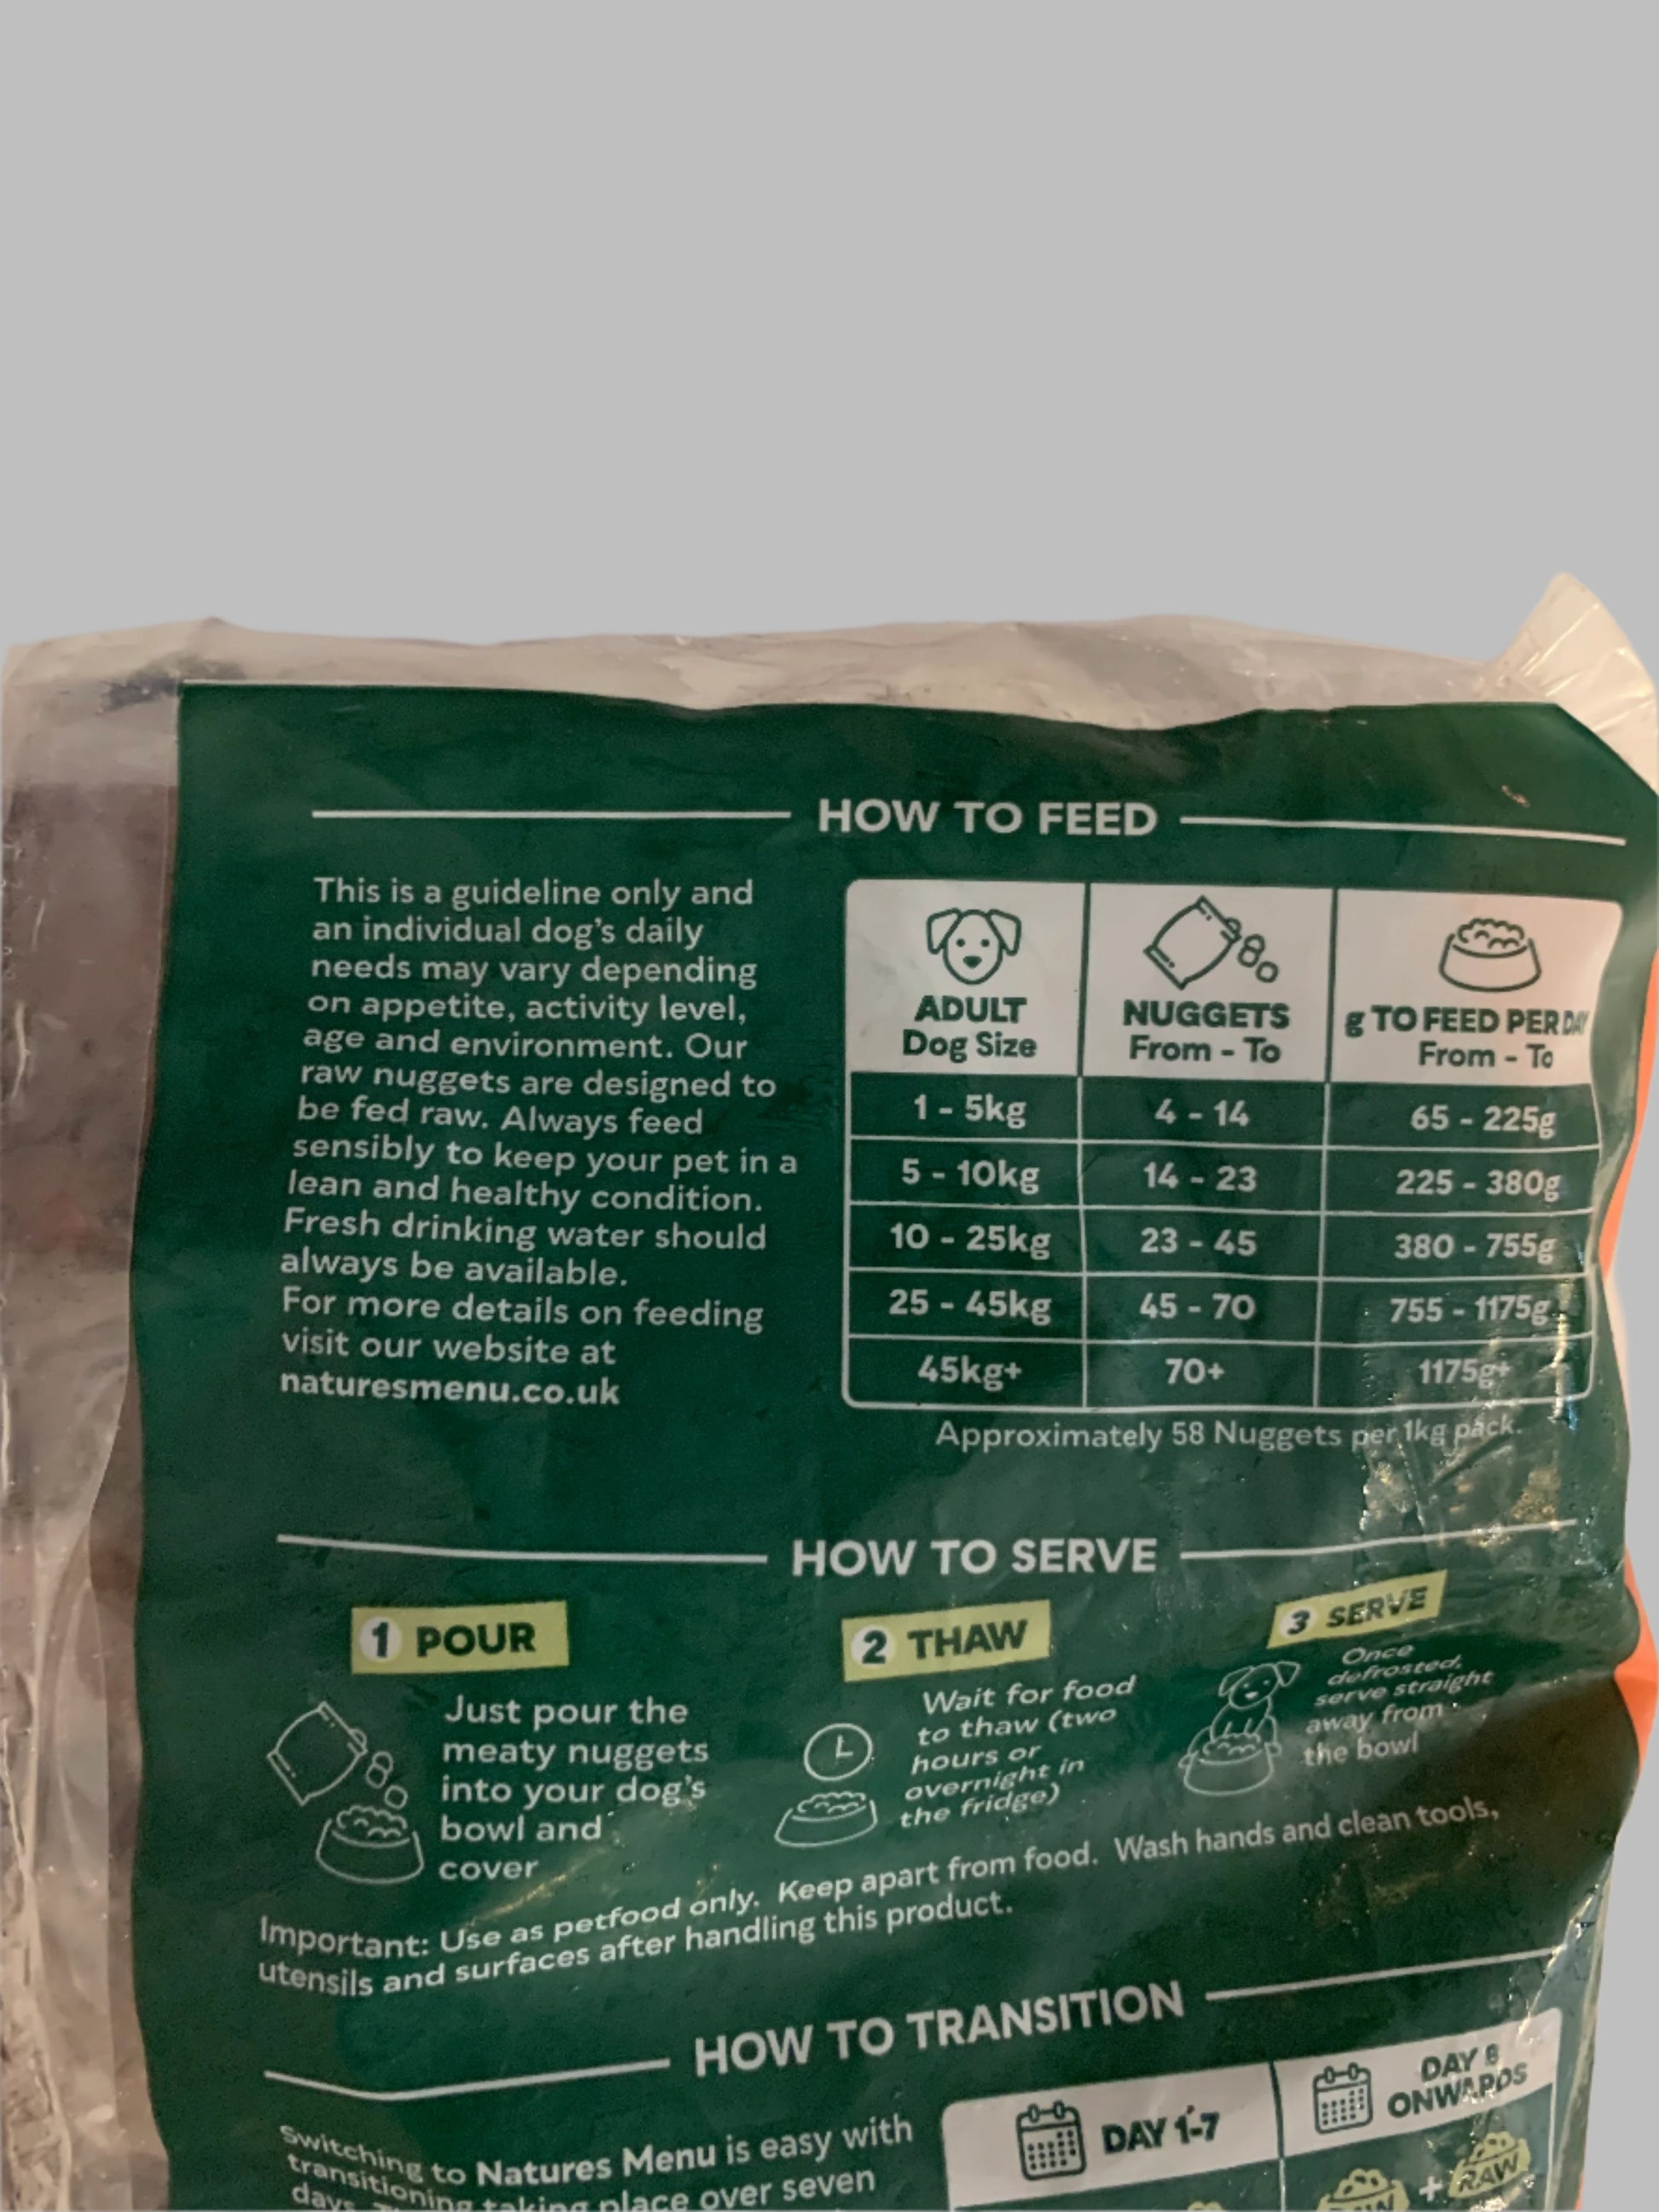 HOW TO FEED
This is a guideline only and
an individual dog's daily
needs may vary depending
on appetite, activity level,
age and environment. Our
raw nuggets are designed to
be fed raw. Always feed
sensibly to keep your pet in a
lean and healthy condition.
Fresh drinking water should
always be available.
For more details on feeding
visit our website at
naturesmenu.co.uk
ADULT NUGGETS g TO FEED PER DAY
Dog Size From - To From - To
1 - 5kg 4 - 14 65 - 225g
5 - 10kg 14 - 23 225 - 380g
10 - 25kg 23 - 45 380 - 755g
25 - 45kg 45 - 70 755 - 1175g
45kg+ 70+ 1175g+
Approximately 58 Nuggets per 1kg pack.
HOW TO SERVE
1 POUR
Just pour the
meaty nuggets
into your dog's
bowl and
cover
2 THAW
Wait for food
to thaw (two
hours or
overnight in
the fridge)
3 SERVE
Once
defrosted,
serve straight
away from
the bowl
Important: Use as petfood only. Keep apart from food. Wash hands and clean tools,
utensils and surfaces after handling this product.
HOW TO TRANSITION
Switching to Natures Menu is easy with
transitioning taking place over seven
days
DAY 1-7
DAY 8
ONWARDS
+ RAW